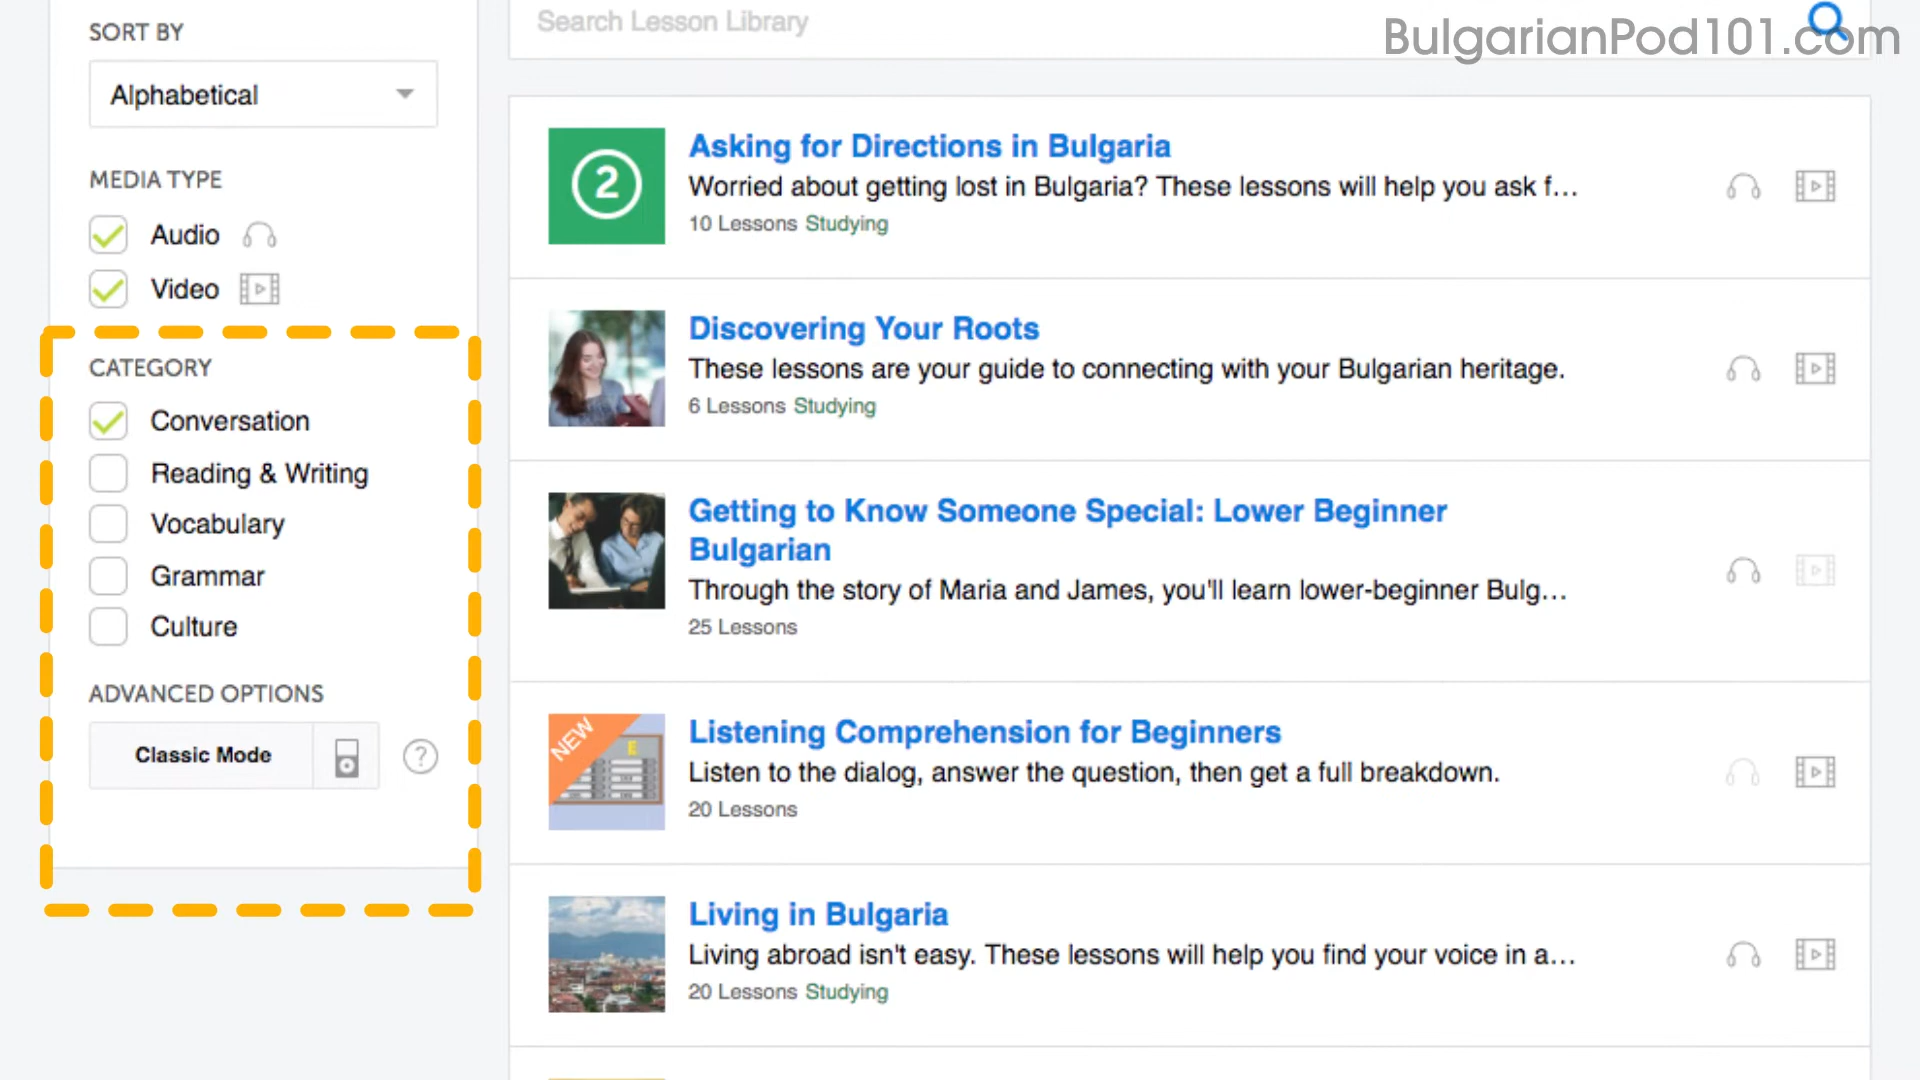 BulgarianPod101.com
SORT BY
Alphabetical
MEDIA TYPE
Audio
Video
CATEGORY
Conversation
Reading & Writing
Vocabulary
Grammar
Culture
ADVANCED OPTIONS
Classic Mode
?
Search Lesson Library
2
Asking for Directions in Bulgaria
Worried about getting lost in Bulgaria? These lessons will help you ask f...
10 Lessons Studying
Discovering Your Roots
These lessons are your guide to connecting with your Bulgarian heritage.
6 Lessons Studying
Getting to Know Someone Special: Lower Beginner
Bulgarian
Through the story of Maria and James, you'll learn lower-beginner Bulg...
25 Lessons
NEW
E
Listening Comprehension for Beginners
Listen to the dialog, answer the question, then get a full breakdown.
20 Lessons
Living in Bulgaria
Living abroad isn't easy. These lessons will help you find your voice in a...
20 Lessons Studying